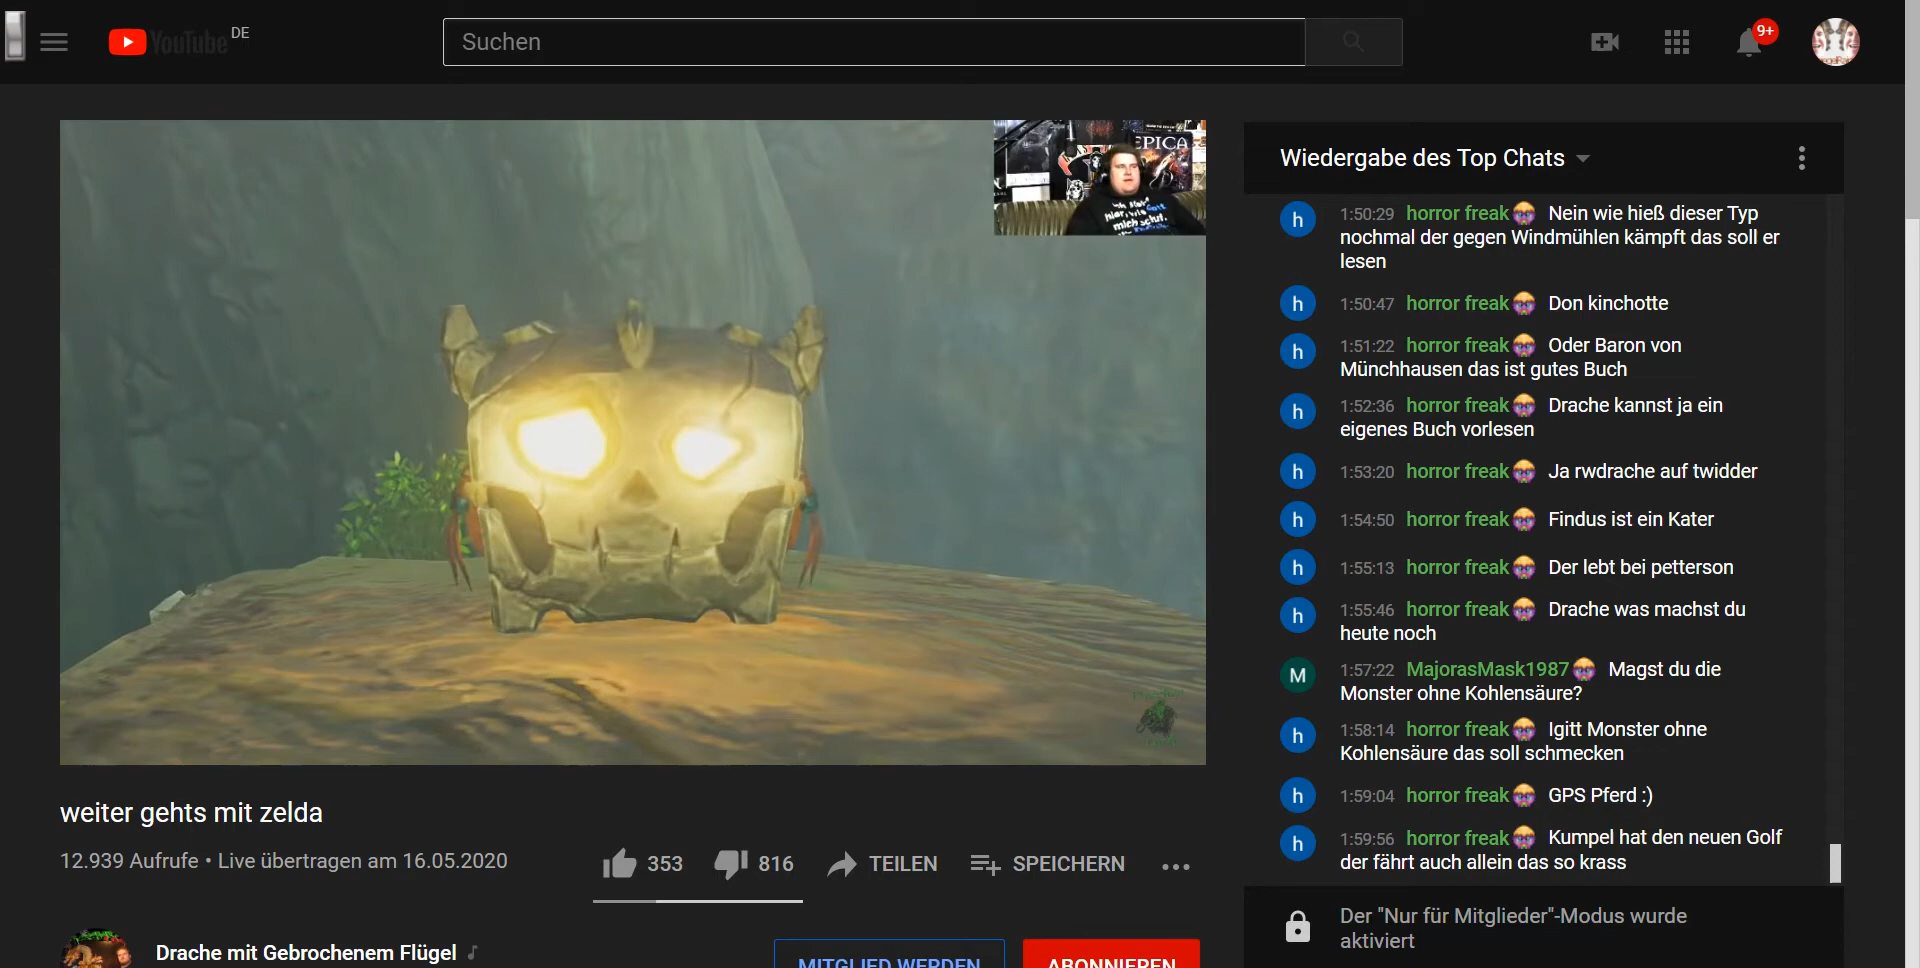 YouTube DE
Suchen
9+
EPICA
Wiedergabe des Top Chats
h 1:50:29 horror freak Nein wie hieß dieser Typ
nochmal der gegen Windmühlen kämpft das soll er
lesen
h 1:50:47 horror freak Don kinchotte
h 1:51:22 horror freak Oder Baron von
Münchhausen das ist gutes Buch
h 1:52:36 horror freak Drache kannst ja ein
eigenes Buch vorlesen
h 1:53:20 horror freak Ja rwdrache auf twidder
h 1:54:50 horror freak Findus ist ein Kater
h 1:55:13 horror freak Der lebt bei petterson
h 1:55:46 horror freak Drache was machst du
heute noch
M 1:57:22 MajorasMask1987 Magst du die
Monster ohne Kohlensäure?
h 1:58:14 horror freak Igitt Monster ohne
Kohlensäure das soll schmecken
h 1:59:04 horror freak GPS Pferd :)
h 1:59:56 horror freak Kumpel hat den neuen Golf
der fährt auch allein das so krass
Der "Nur für Mitglieder"-Modus wurde
aktiviert
weiter gehts mit zelda
12.939 Aufrufe • Live übertragen am 16.05.2020
353 816 TEILEN SPEICHERN
Drache mit Gebrochenem Flügel
MITGLIED WERDEN ABONNIEREN